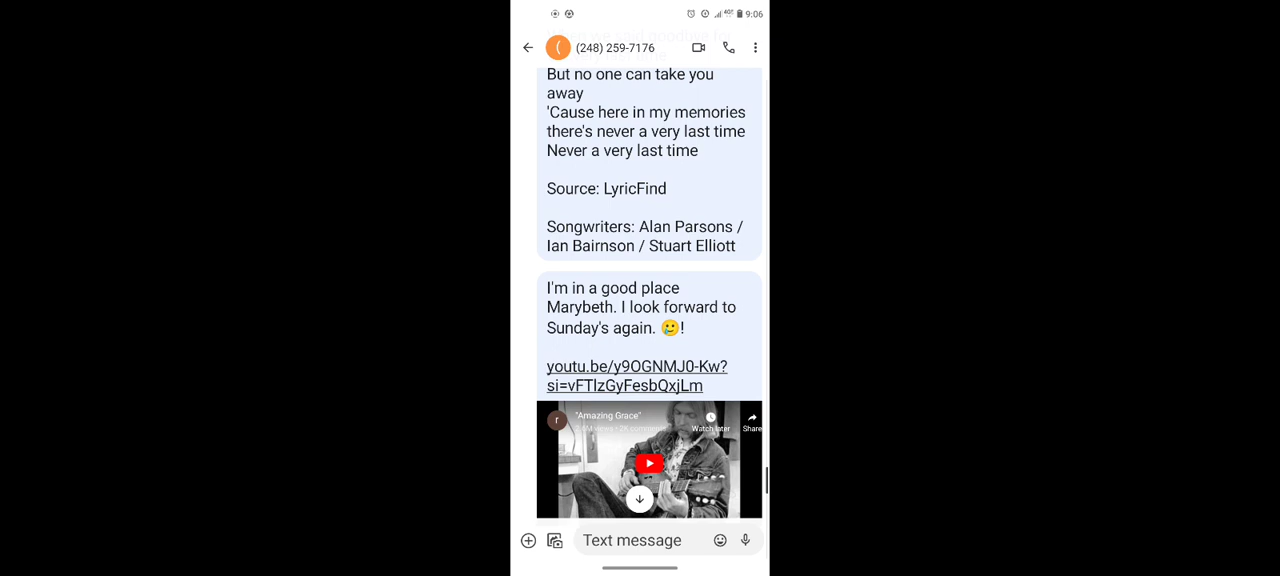 9:06
(248) 259-7176
But no one can take you
away
'Cause here in my memories
there's never a very last time
Never a very last time
Source: LyricFind
Songwriters: Alan Parsons /
Ian Bairnson / Stuart Elliott
I'm in a good place
Marybeth. I look forward to
Sunday's again. 🥲!
youtu.be/y9OGNMJ0-Kw?
si=vFTlzGyFesbQxjLm
r
"Amazing Grace"
Watch later
Share
Text message